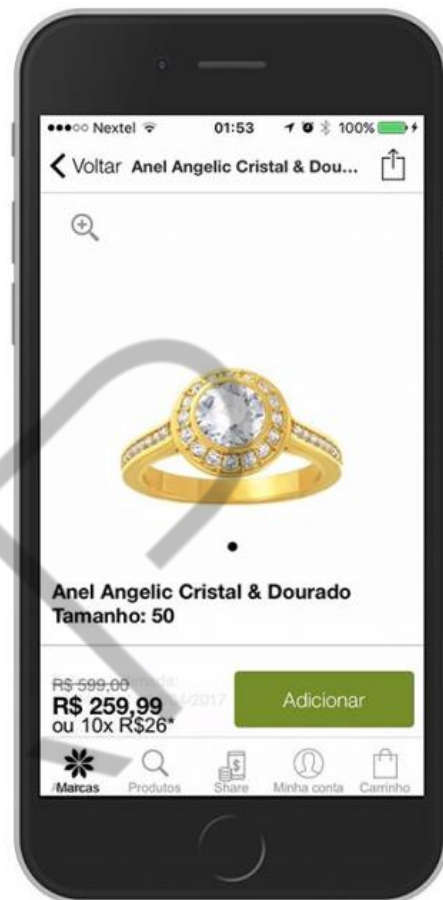 Nextel 01:53 100%
Voltar Anel Angelic Cristal & Dou...
Anel Angelic Cristal & Dourado
Tamanho: 50
R$ 599,00
R$ 259,99
ou 10x R$26*
Adicionar
Marcas Produtos Share Minha conta Carrinho